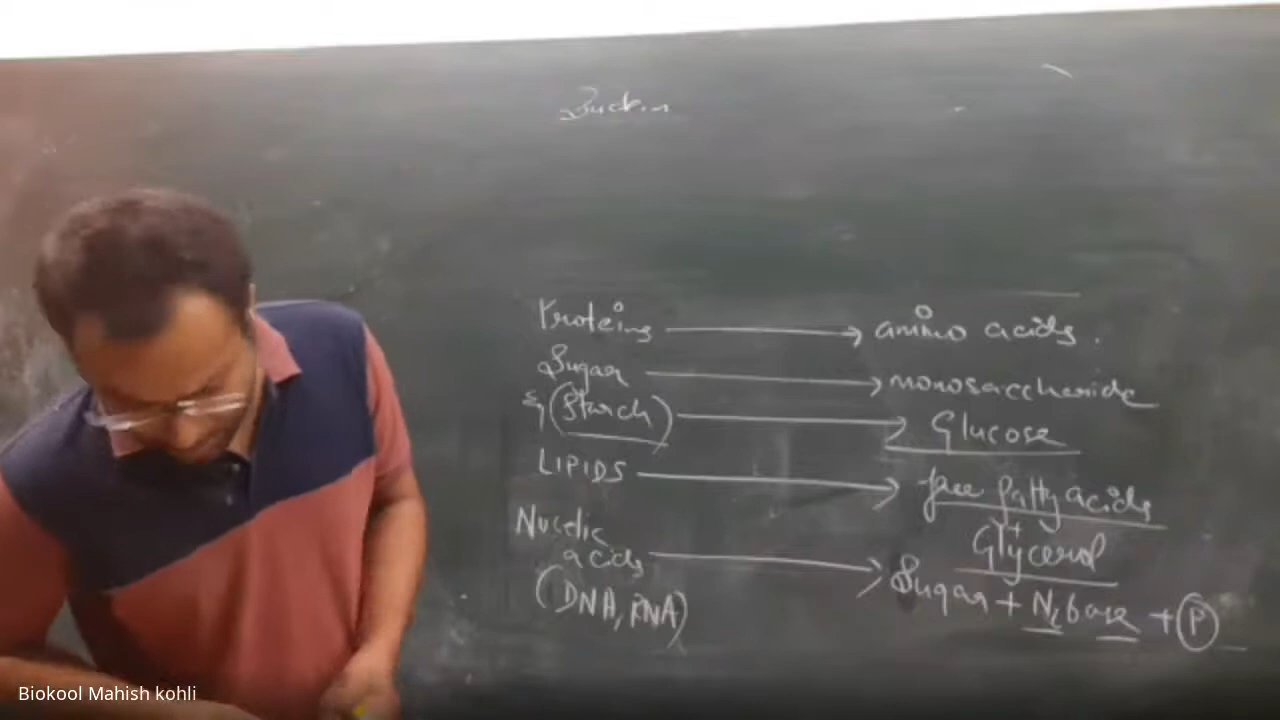 Proteins → amino acids.
Sugar → monosaccharide
& (Starch) → Glucose
LIPIDS → free fatty acids
+
Glycerol
Nucleic
acids → Sugar + N2 base + P
(DNA, RNA)
Biokool Mahish kohli